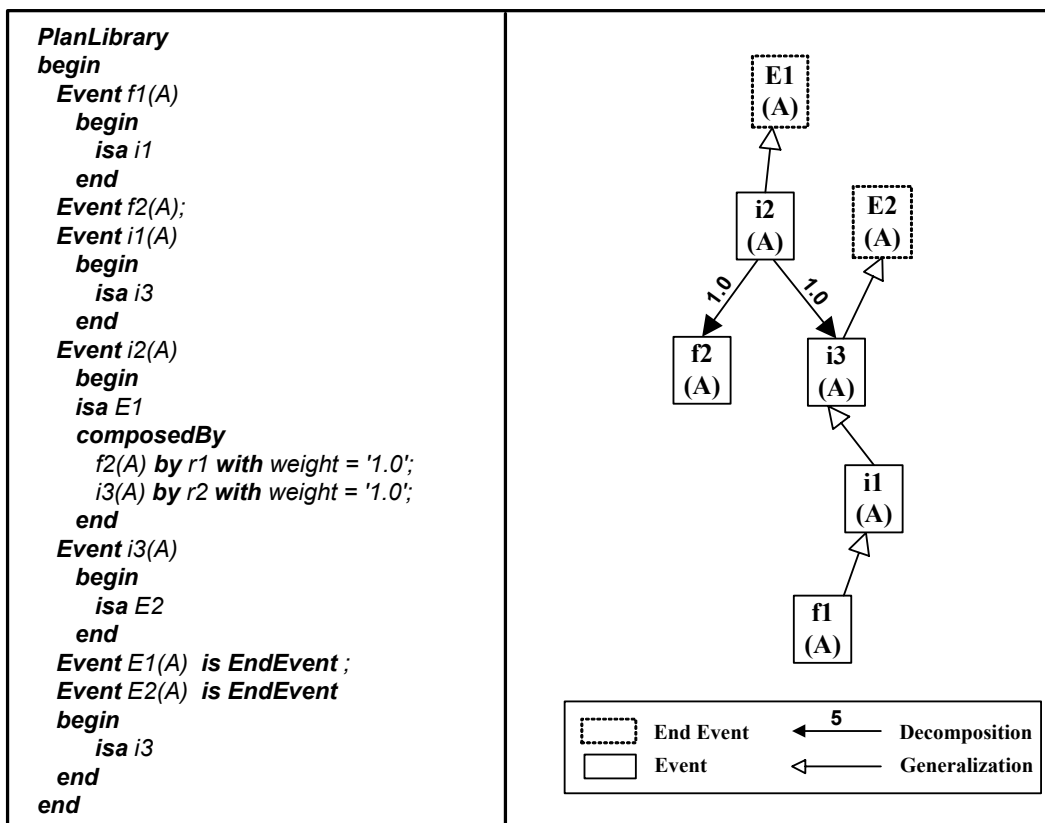 PlanLibrary
begin
Event f1(A)
begin
isa i1
end
Event f2(A);
Event i1(A)
begin
isa i3
end
Event i2(A)
begin
isa E1
composedBy
f2(A) by r1 with weight = '1.0';
i3(A) by r2 with weight = '1.0';
end
Event i3(A)
begin
isa E2
end
Event E1(A) is EndEvent ;
Event E2(A) is EndEvent
begin
isa i3
end
end
E1
(A)
i2
(A)
E2
(A)
1.0
1.0
f2
(A)
i3
(A)
i1
(A)
f1
(A)
End Event
5
Decomposition
Event
Generalization